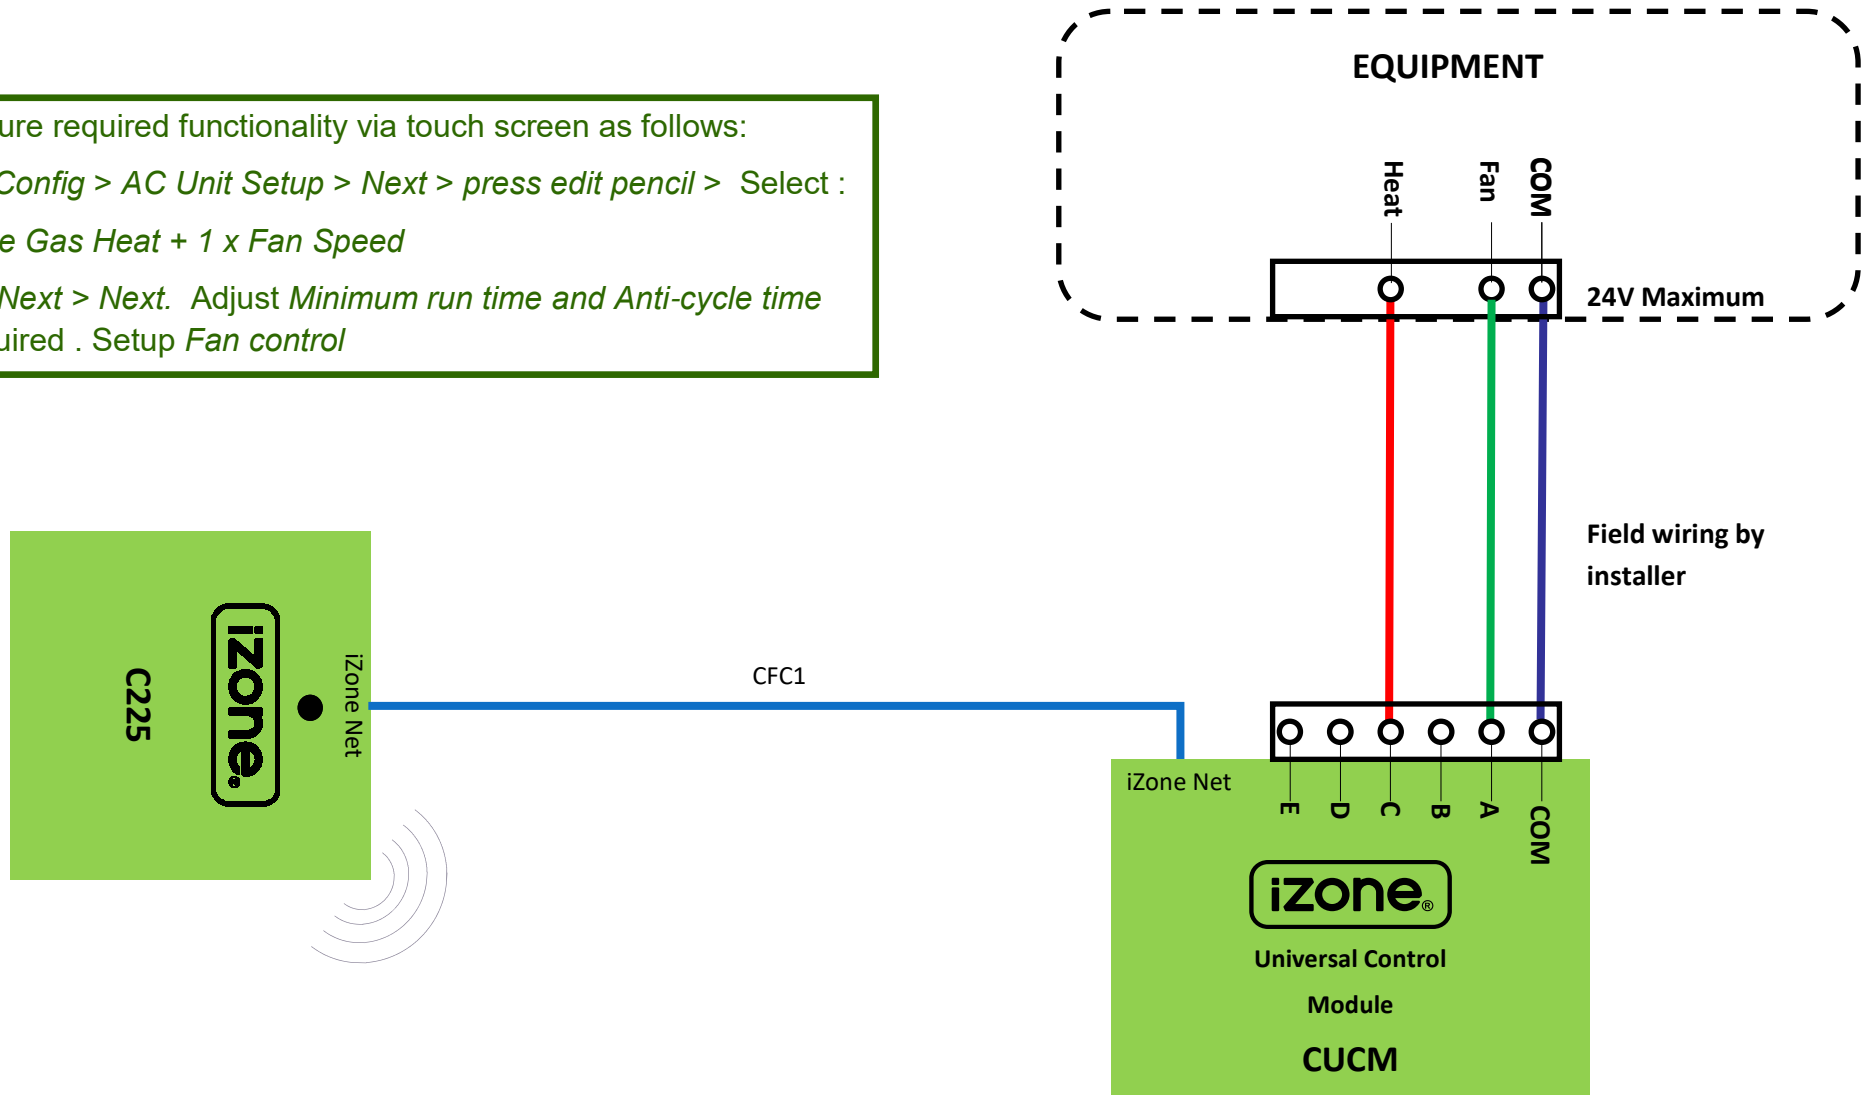 EQUIPMENT
ure required functionality via touch screen as follows:
Config > AC Unit Setup > Next > press edit pencil > Select :
e Gas Heat + 1 x Fan Speed
Next > Next. Adjust Minimum run time and Anti-cycle time
uired . Setup Fan control
Heat
Fan
COM
24V Maximum
Field wiring by
installer
C225
izone®
iZone Net
CFC1
iZone Net
E
D
C
B
A
COM
izone®
Universal Control
Module
CUCM